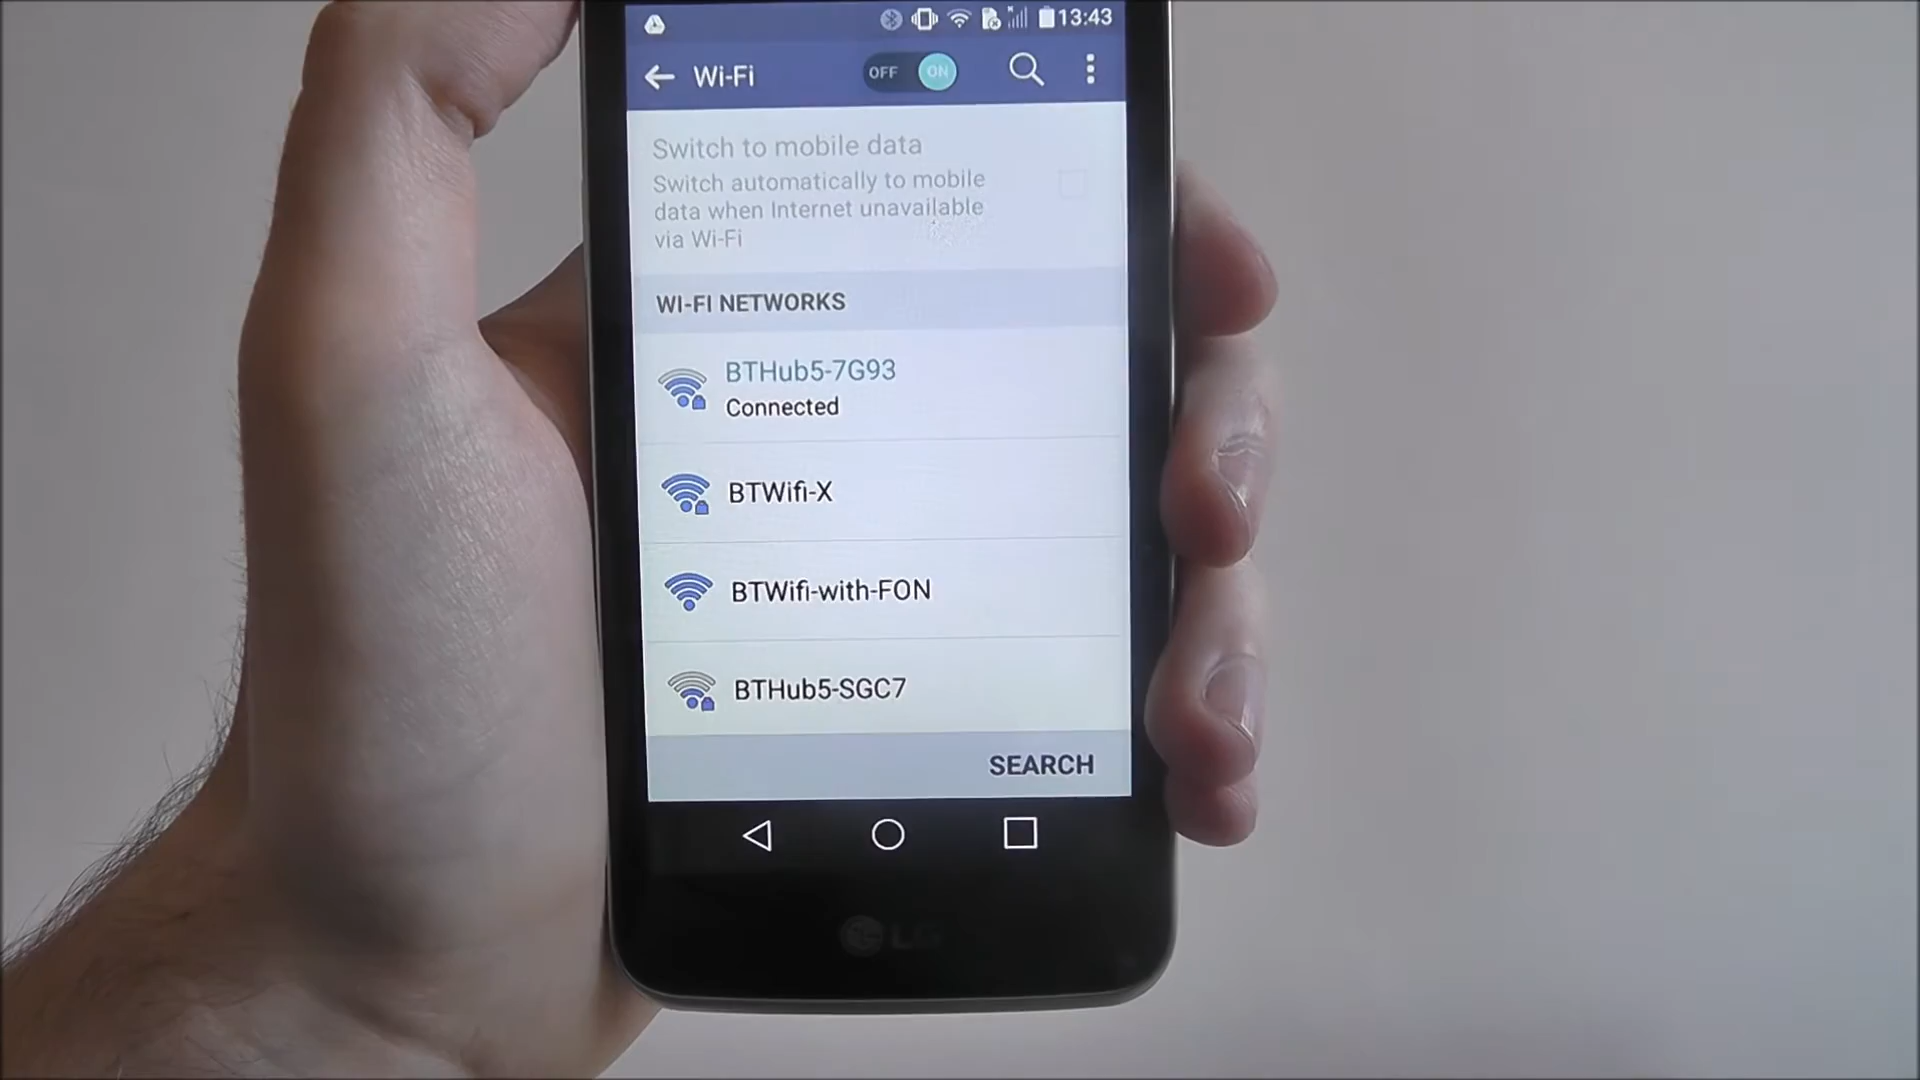 13:43
Wi-Fi
OFF ON
Switch to mobile data
Switch automatically to mobile
data when Internet unavailable
via Wi-Fi
WI-FI NETWORKS
BTHub5-7G93
Connected
BTWifi-X
BTWifi-with-FON
BTHub5-SGC7
SEARCH
LG